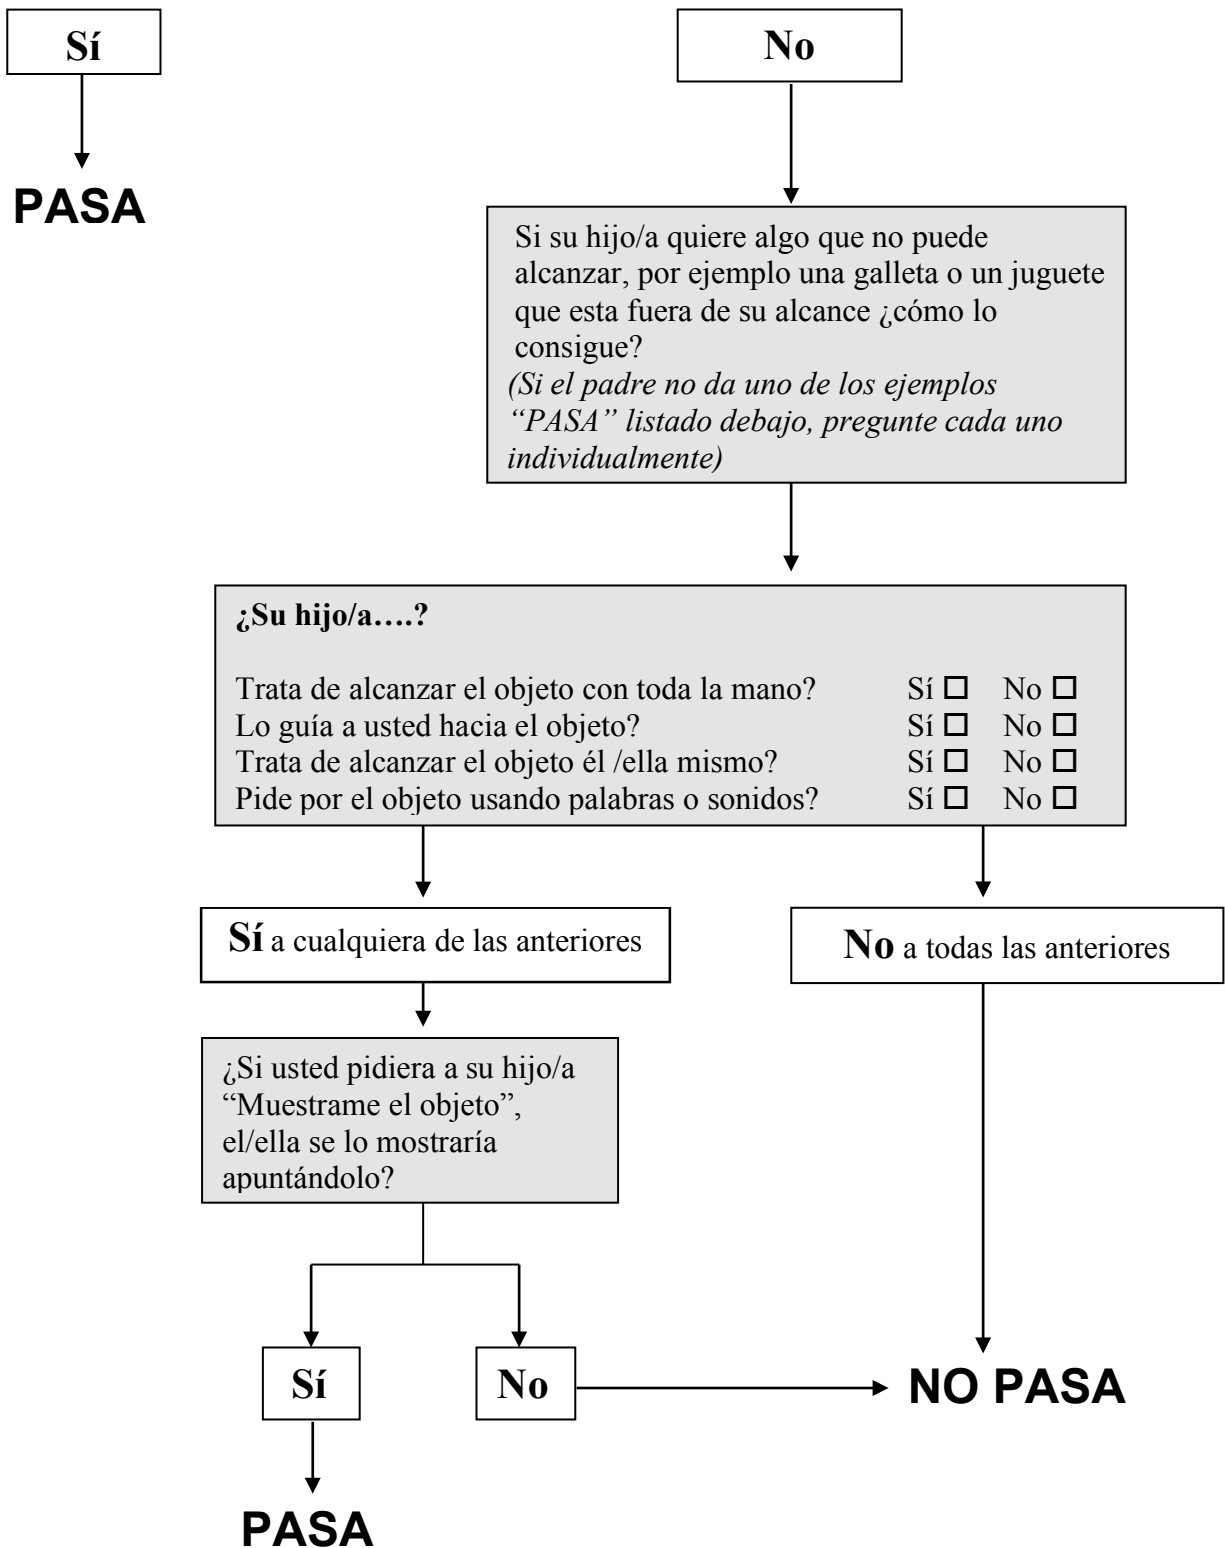 Sí
No
PASA
Si su hijo/a quiere algo que no puede
alcanzar, por ejemplo una galleta o un juguete
que esta fuera de su alcance ¿cómo lo
consigue?
(Si el padre no da uno de los ejemplos
“PASA” listado debajo, pregunte cada uno
individualmente)
¿Su hijo/a….?
Trata de alcanzar el objeto con toda la mano? Sí ☐ No ☐
Lo guía a usted hacia el objeto? Sí ☐ No ☐
Trata de alcanzar el objeto él /ella mismo? Sí ☐ No ☐
Pide por el objeto usando palabras o sonidos? Sí ☐ No ☐
Sí a cualquiera de las anteriores
No a todas las anteriores
¿Si usted pidiera a su hijo/a
“Muestrame el objeto”,
el/ella se lo mostraría
apuntándolo?
Sí
No
NO PASA
PASA